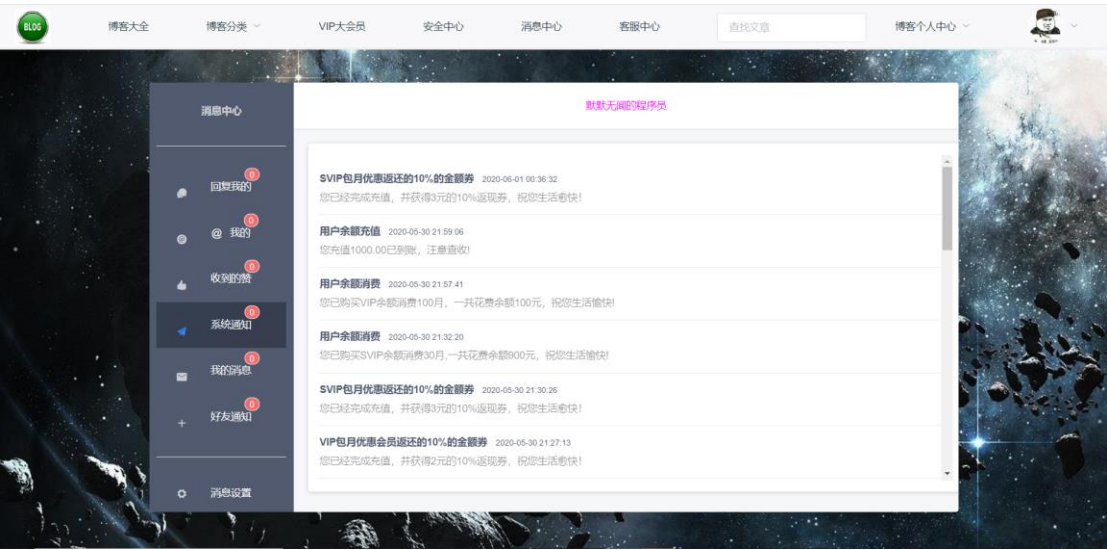 BLOG 博客大全 博客分类 VIP大会员 安全中心 消息中心 客服中心 查找文章 博客个人中心
消息中心
默默无闻的程序员
回复我的 0
@ 我的 0
收到的赞 0
系统通知 0
我的消息 0
好友通知 0
消息设置
SVIP包月优惠返还的10%的金额券 2020-06-01 00:36:32
您已经完成充值，并获得3元的10%返现券，祝您生活愈快！
用户余额充值 2020-05-30 21:59:06
您充值1000.00已到账，注意查收!
用户余额消费 2020-05-30 21:57:41
您已购买VIP余额消费100月，一共花费余额100元，祝您生活愉快!
用户余额消费 2020-05-30 21:32:20
您已购买SVIP余额消费30月,一共花费余额900元，祝您生活愉快!
SVIP包月优惠返还的10%的金额券 2020-05-30 21:30:26
您已经完成充值，并获得3元的10%返现券，祝您生活愈快！
VIP包月优惠会员返还的10%的金额券 2020-05-30 21:27:13
您已经完成充值，并获得2元的10%返现券，祝您生活愈快！